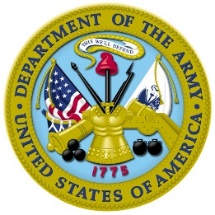 · DEPARTMENT OF THE ARMY ·
UNITED STATES OF AMERICA
THIS WE'LL DEFEND
1775